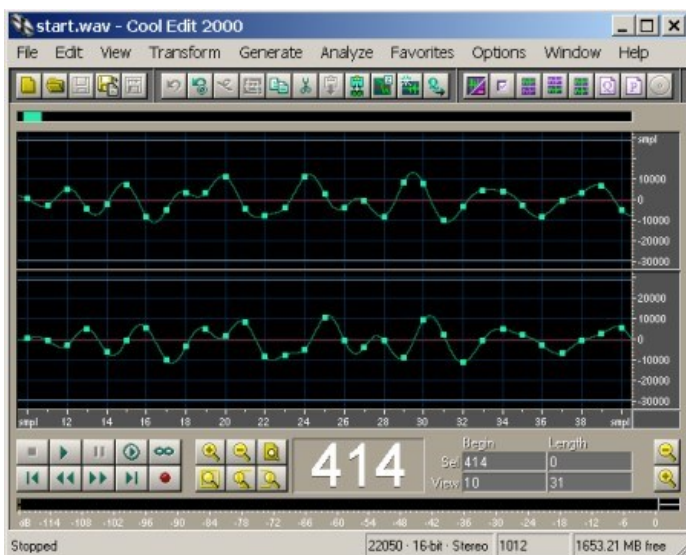 start.wav - Cool Edit 2000
File Edit View Transform Generate Analyze Favorites Options Window Help
smpl
10000
0
-10000
-20000
-30000
20000
10000
0
-10000
-20000
-30000
smpl 12 14 16 18 20 22 24 26 28 30 32 34 36 38 smpl
414
Begin Length
Sel 414 0
View 10 31
dB -114 -108 -102 -96 -90 -84 -78 -72 -66 -60 -54 -48 -42 -36 -30 -24 -18 -12 -6 0
Stopped 22050 · 16-bit · Stereo 1012 1653.21 MB free